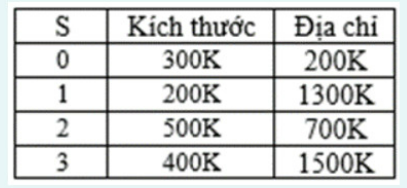 S Kích thước Địa chỉ
0 300K 200K
1 200K 1300K
2 500K 700K
3 400K 1500K